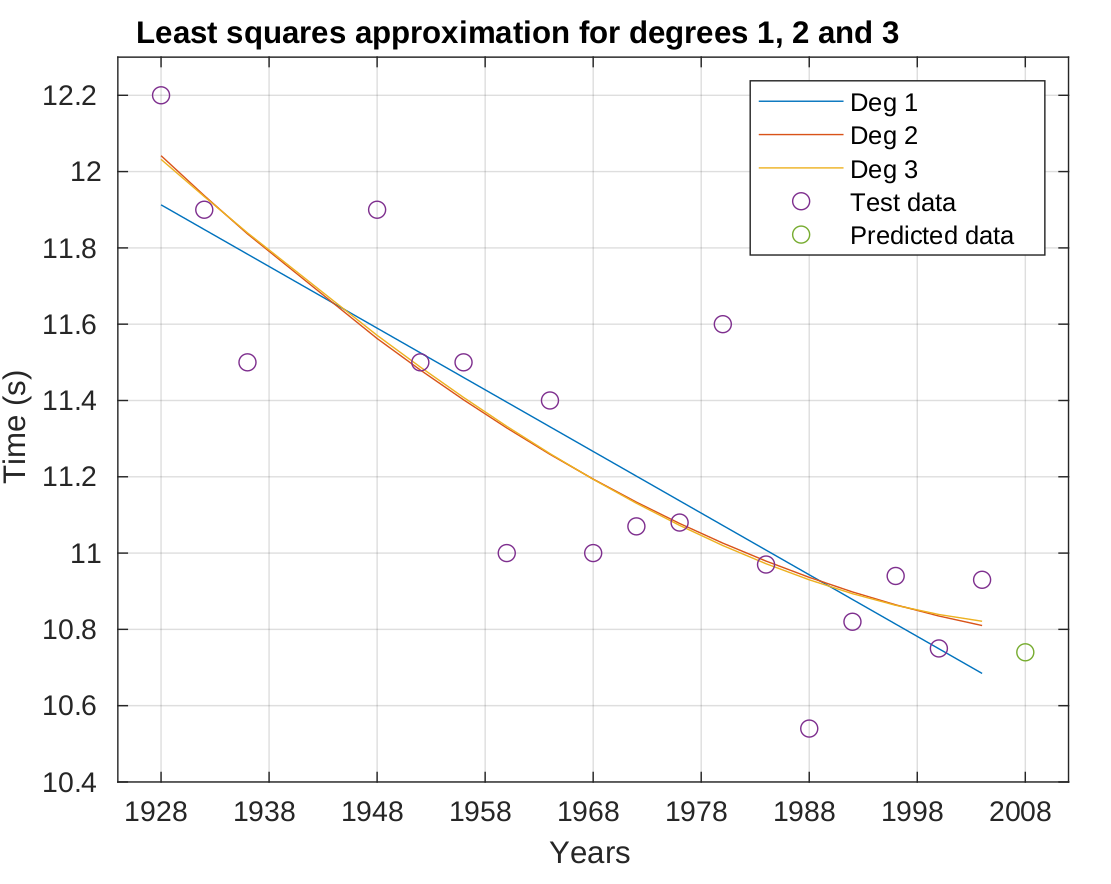 Least squares approximation for degrees 1, 2 and 3
Deg 1
Deg 2
Deg 3
Test data
Predicted data
12.2
12
11.8
11.6
11.4
11.2
11
10.8
10.6
10.4
Time (s)
1928 1938 1948 1958 1968 1978 1988 1998 2008
Years